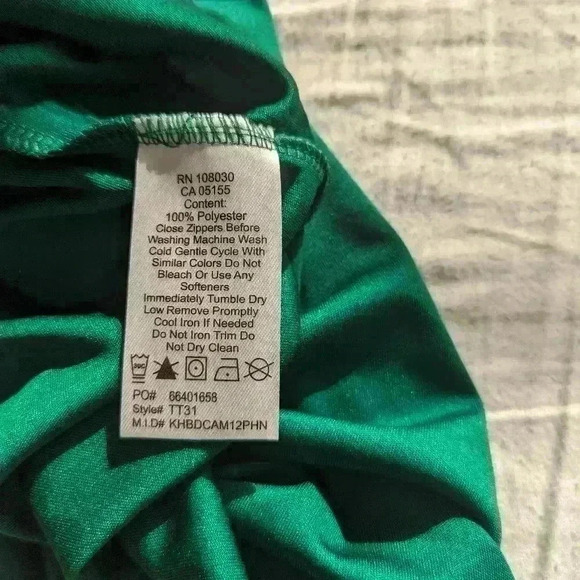 RN 108030
CA 05155
Content:
100% Polyester
Close Zippers Before
Washing Machine Wash
Cold Gentle Cycle With
Similar Colors Do Not
Bleach Or Use Any
Softeners
Immediately Tumble Dry
Low Remove Promptly
Cool Iron If Needed
Do Not Iron Trim Do
Not Dry Clean
PO# 66401658
Style# TT31
M.I.D# KHBDCAM12PHN